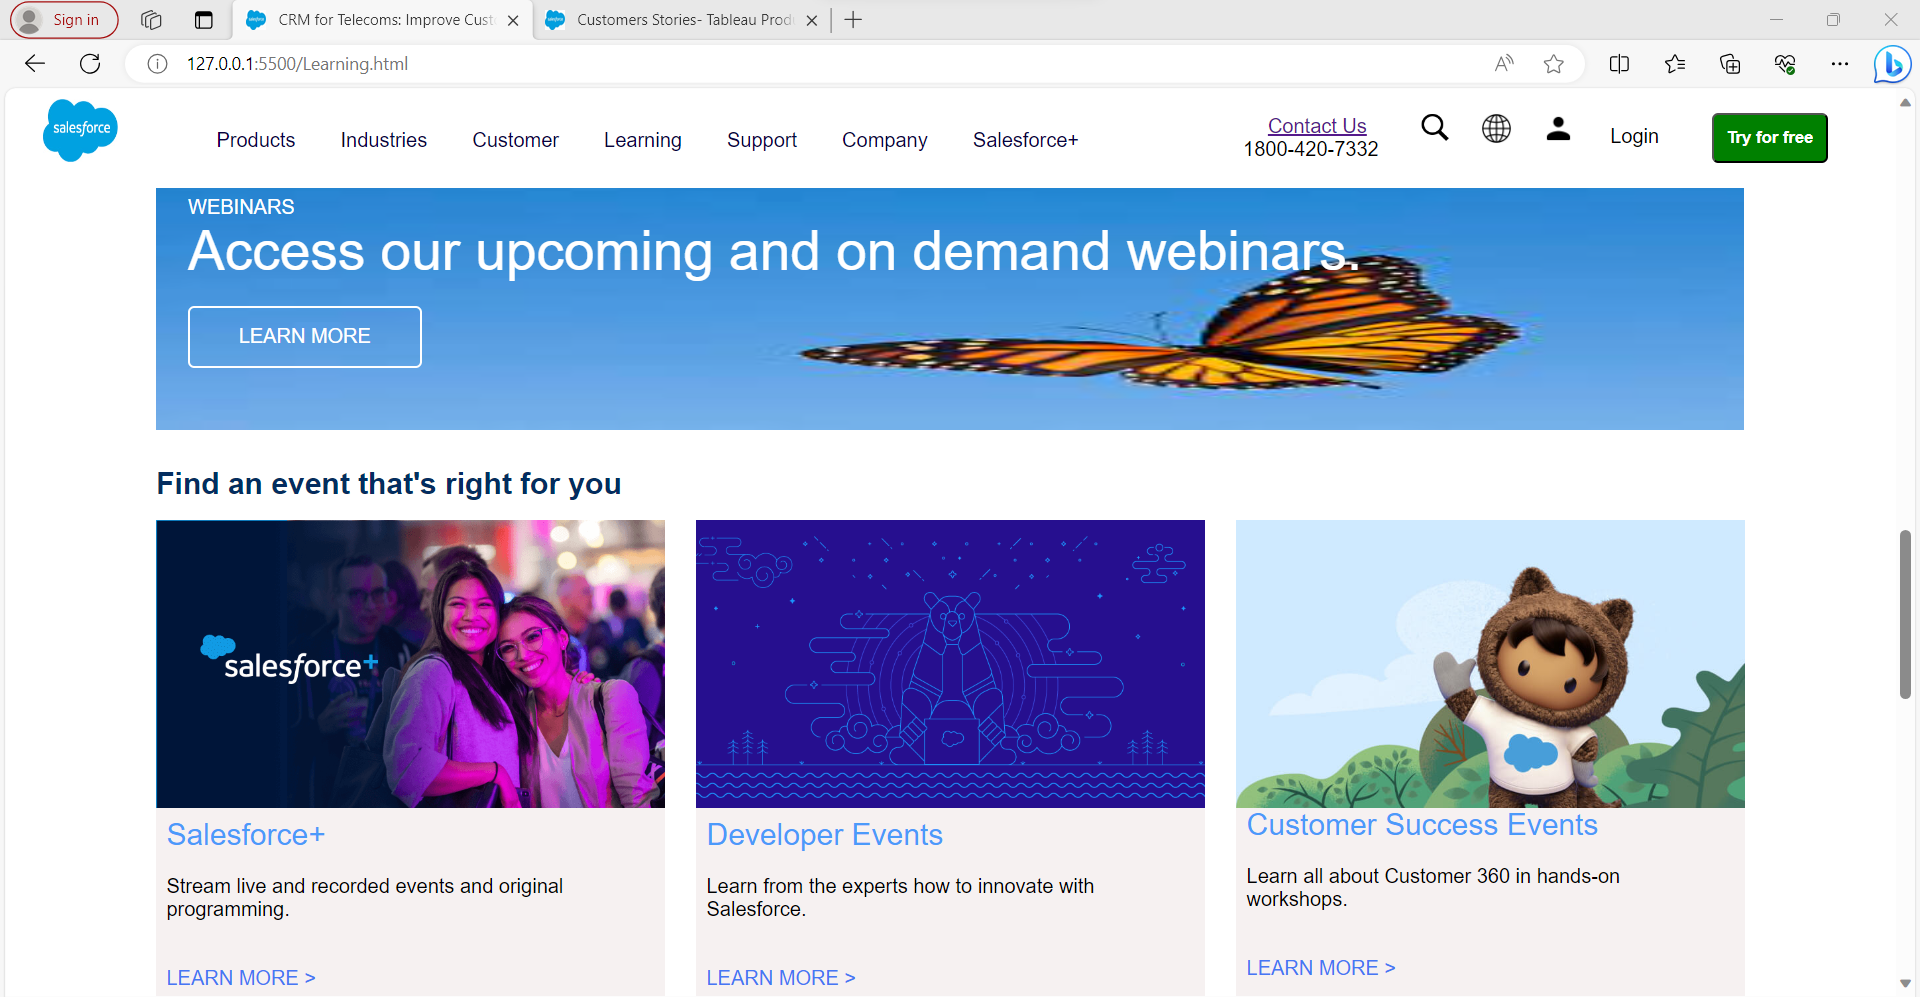 Sign in
CRM for Telecoms: Improve Cust
Customers Stories- Tableau Prod
127.0.0.1:5500/Learning.html
salesforce
Products
Industries
Customer
Learning
Support
Company
Salesforce+
Contact Us
1800-420-7332
Login
Try for free
WEBINARS
Access our upcoming and on demand webinars.
LEARN MORE
Find an event that's right for you
salesforce+
Salesforce+
Stream live and recorded events and original
programming.
LEARN MORE >
Developer Events
Learn from the experts how to innovate with
Salesforce.
LEARN MORE >
Customer Success Events
Learn all about Customer 360 in hands-on
workshops.
LEARN MORE >